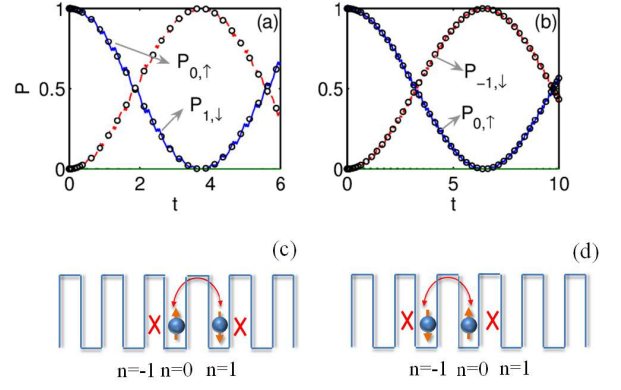 1 (a) 1 (b)
P₀,↑ P₋₁,↓
P 0.5 0.5
P₁,↓ P₀,↑
0 0
0 2 4 6 0 5 10
t t
(c) (d)
X X X X
n=-1 n=0 n=1 n=-1 n=0 n=1